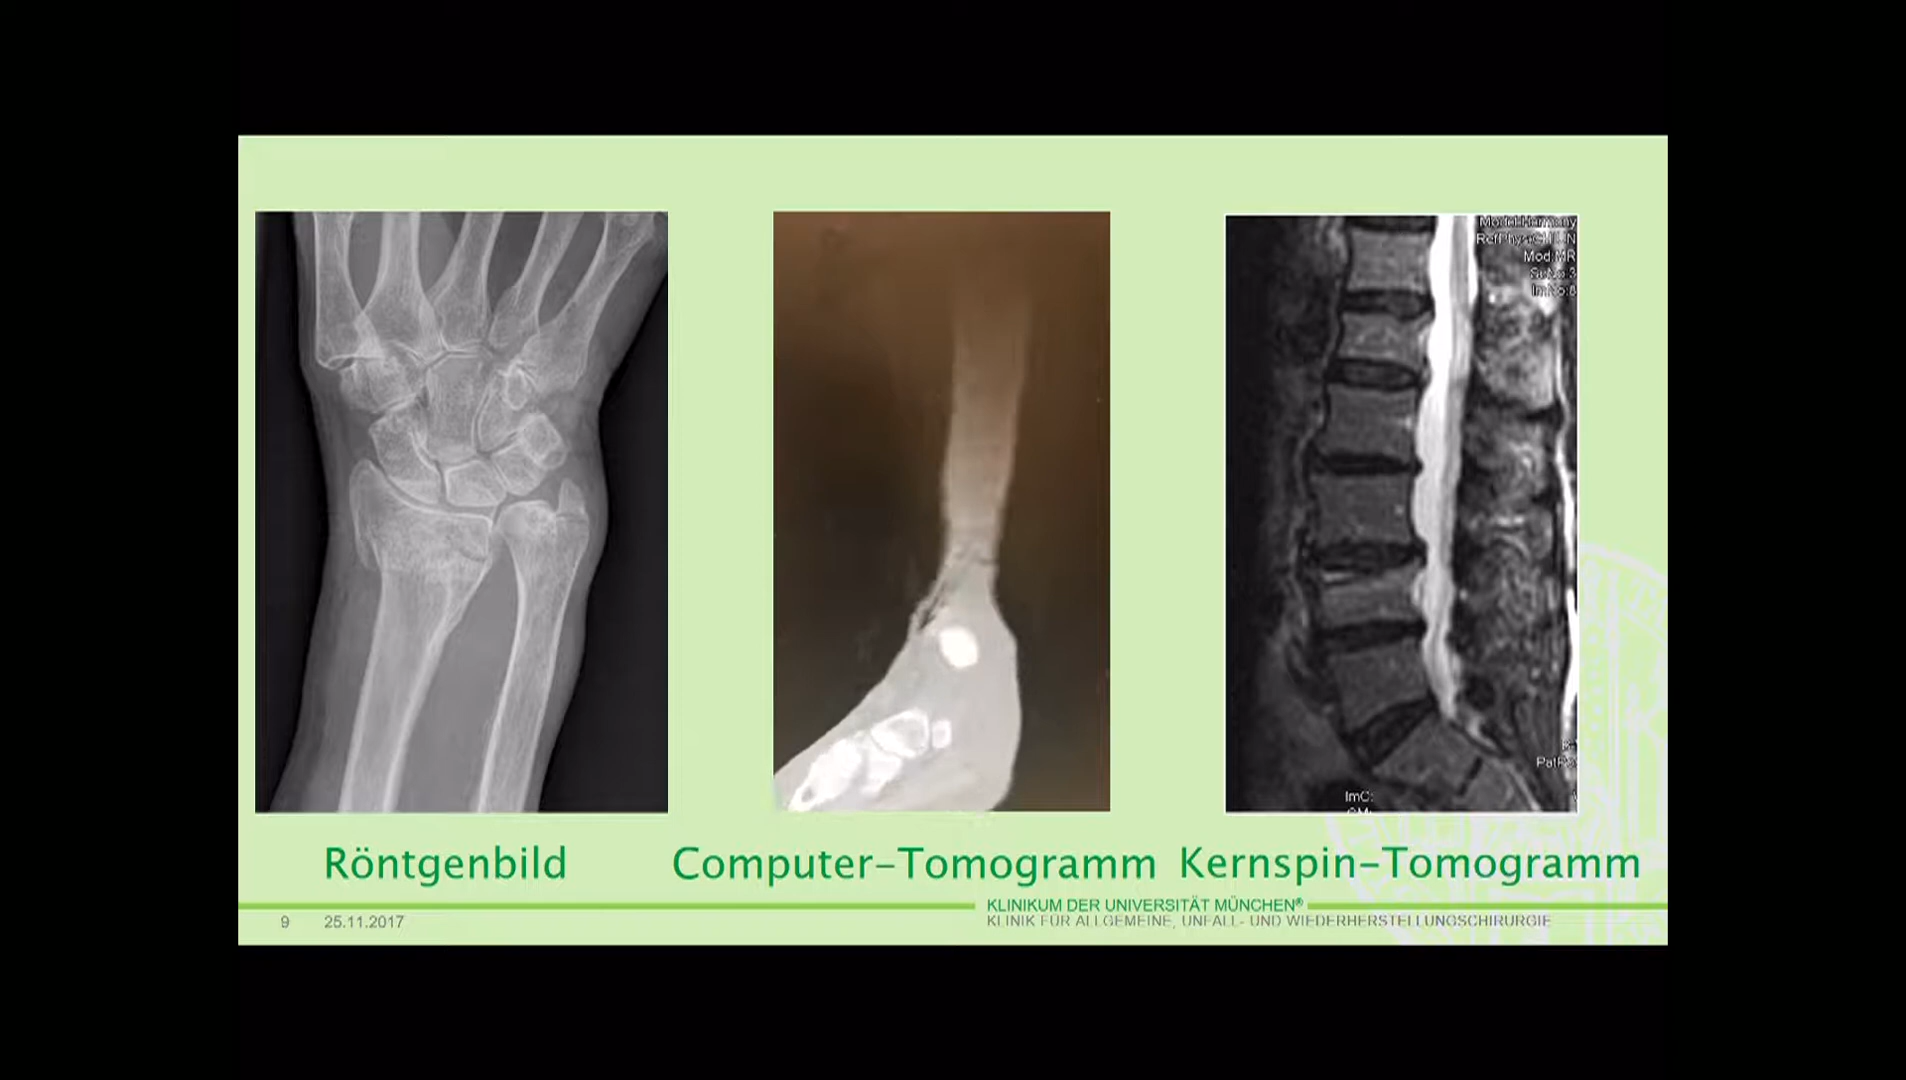 Mod:MR
ImC:
Röntgenbild
Computer-Tomogramm
Kernspin-Tomogramm
KLINIKUM DER UNIVERSITÄT MÜNCHEN®
9 25.11.2017
KLINIK FÜR ALLGEMEINE, UNFALL- UND WIEDERHERSTELLUNGSCHIRURGIE